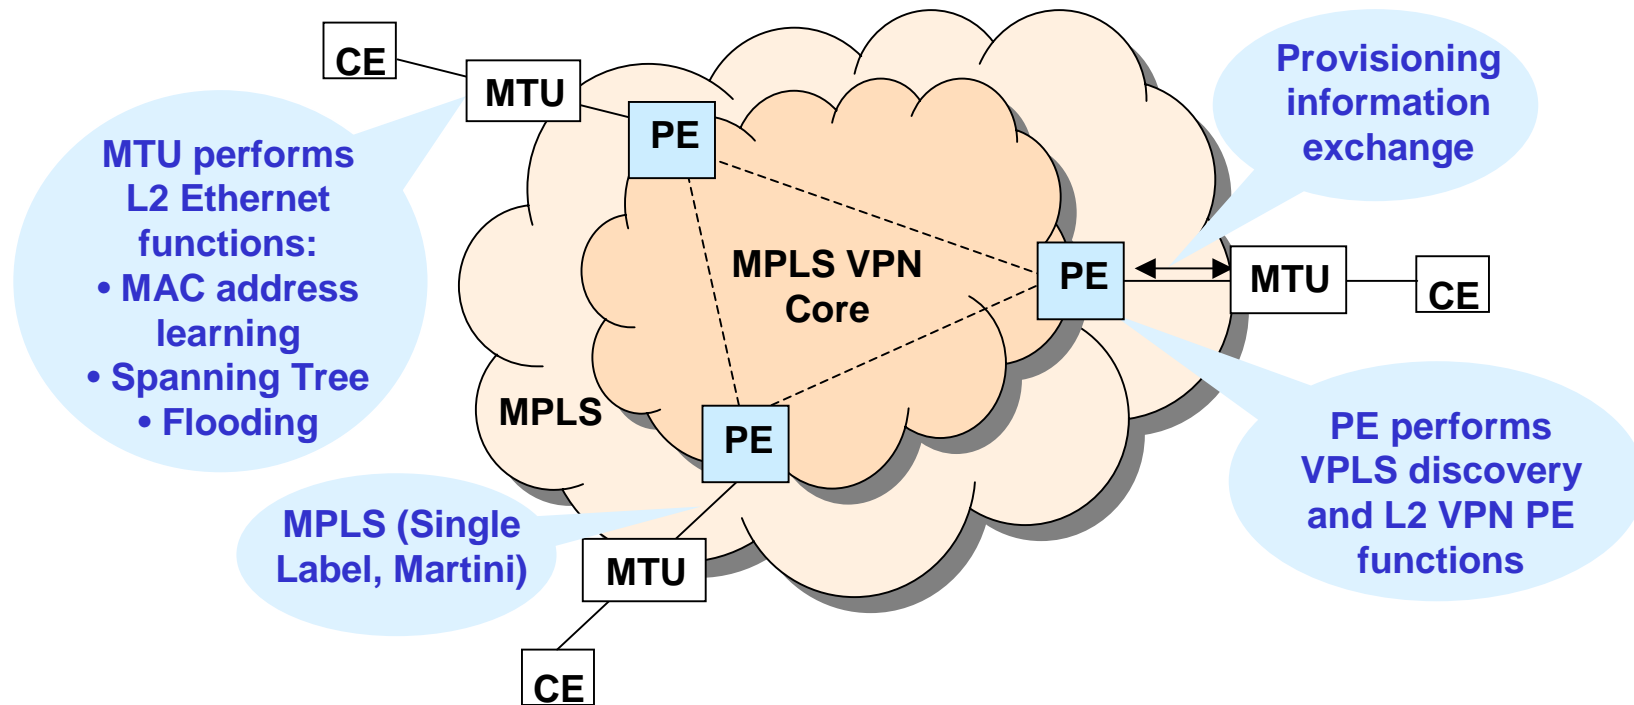 CE
MTU
PE
MTU performs
L2 Ethernet
functions:
• MAC address
learning
• Spanning Tree
• Flooding
Provisioning
information
exchange
MPLS VPN
Core
PE
MTU
CE
MPLS
PE
PE performs
VPLS discovery
and L2 VPN PE
functions
MPLS (Single
Label, Martini)
MTU
CE